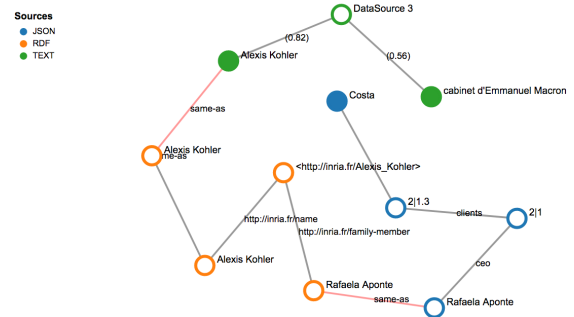 Sources
JSON
RDF
TEXT
DataSource 3
(0.82)
(0.56)
Alexis Kohler
cabinet d'Emmanuel Macron
Costa
same-as
Alexis Kohler
me-as
<http://inria.fr/Alexis_Kohler>
2|1.3
clients
2|1
http://inria.fr/name
http://inria.fr/family-member
Alexis Kohler
ceo
Rafaela Aponte
same-as
Rafaela Aponte